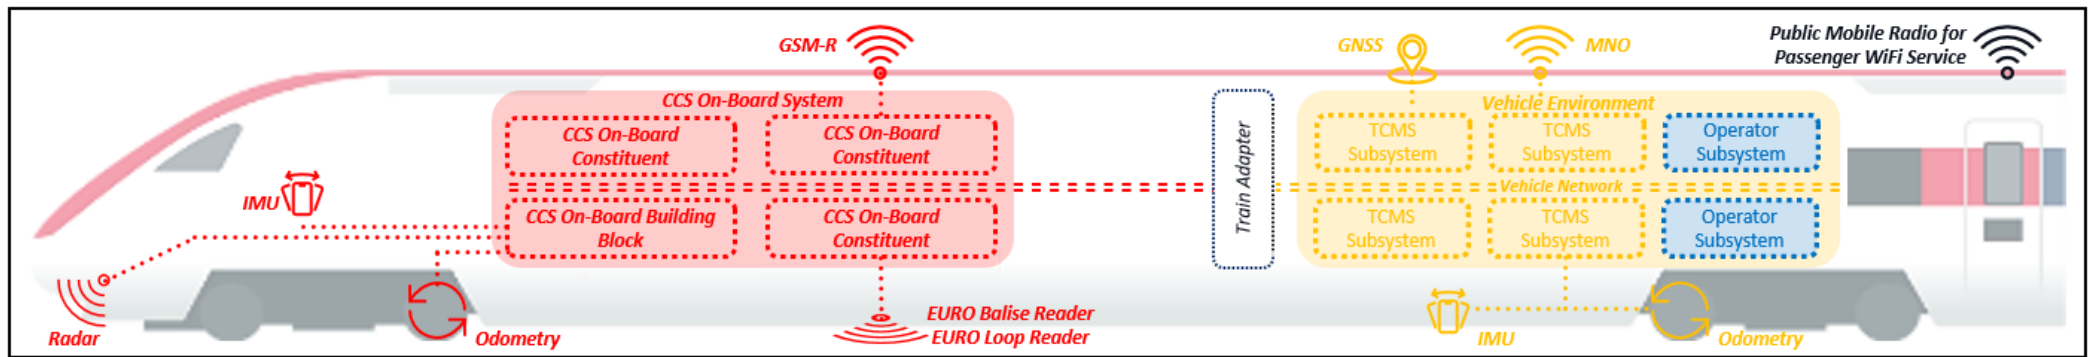 GSM-R
GNSS
MNO
Public Mobile Radio for
Passenger WiFi Service
CCS On-Board System
CCS On-Board
Constituent
CCS On-Board
Constituent
CCS On-Board Building
Block
CCS On-Board
Constituent
IMU
Radar
Odometry
EURO Balise Reader
EURO Loop Reader
Train Adapter
Vehicle Environment
TCMS
Subsystem
TCMS
Subsystem
Operator
Subsystem
Vehicle Network
TCMS
Subsystem
TCMS
Subsystem
Operator
Subsystem
IMU
Odometry